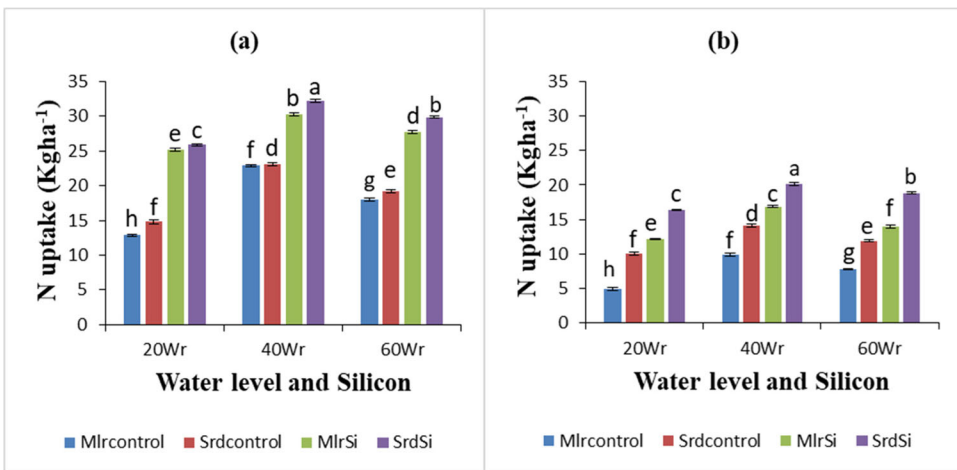 (a)
N uptake (Kgha⁻¹)
35
30
25
20
15
10
5
0
h f e c
f d b a
g e d b
20Wr 40Wr 60Wr
Water level and Silicon
Mlrcontrol Srdcontrol MlrSi SrdSi
(b)
N uptake (Kgha⁻¹)
35
30
25
20
15
10
5
0
h f e c
f d c a
g e f b
20Wr 40Wr 60Wr
Water level and Silicon
Mlrcontrol Srdcontrol MlrSi SrdSi